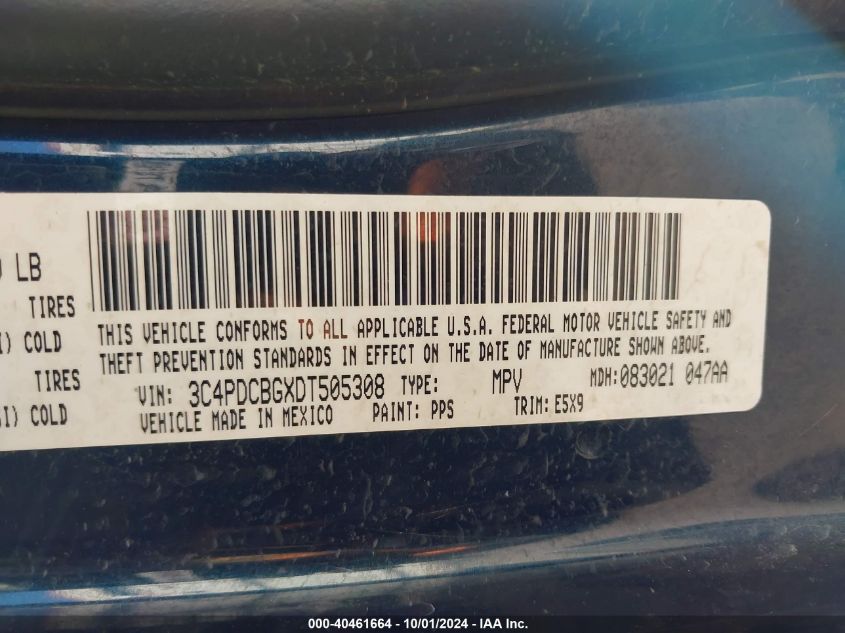 LB
TIRES
THIS VEHICLE CONFORMS TO ALL APPLICABLE U.S.A. FEDERAL MOTOR VEHICLE SAFETY AND
) COLD
THEFT PREVENTION STANDARDS IN EFFECT ON THE DATE OF MANUFACTURE SHOWN ABOVE.
TIRES
VIN: 3C4PDCBGXDT505308 TYPE: MPV MDH:083021 047AA
I) COLD
VEHICLE MADE IN MEXICO PAINT: PPS TRIM: E5X9
000-40461664 - 10/01/2024 - IAA Inc.